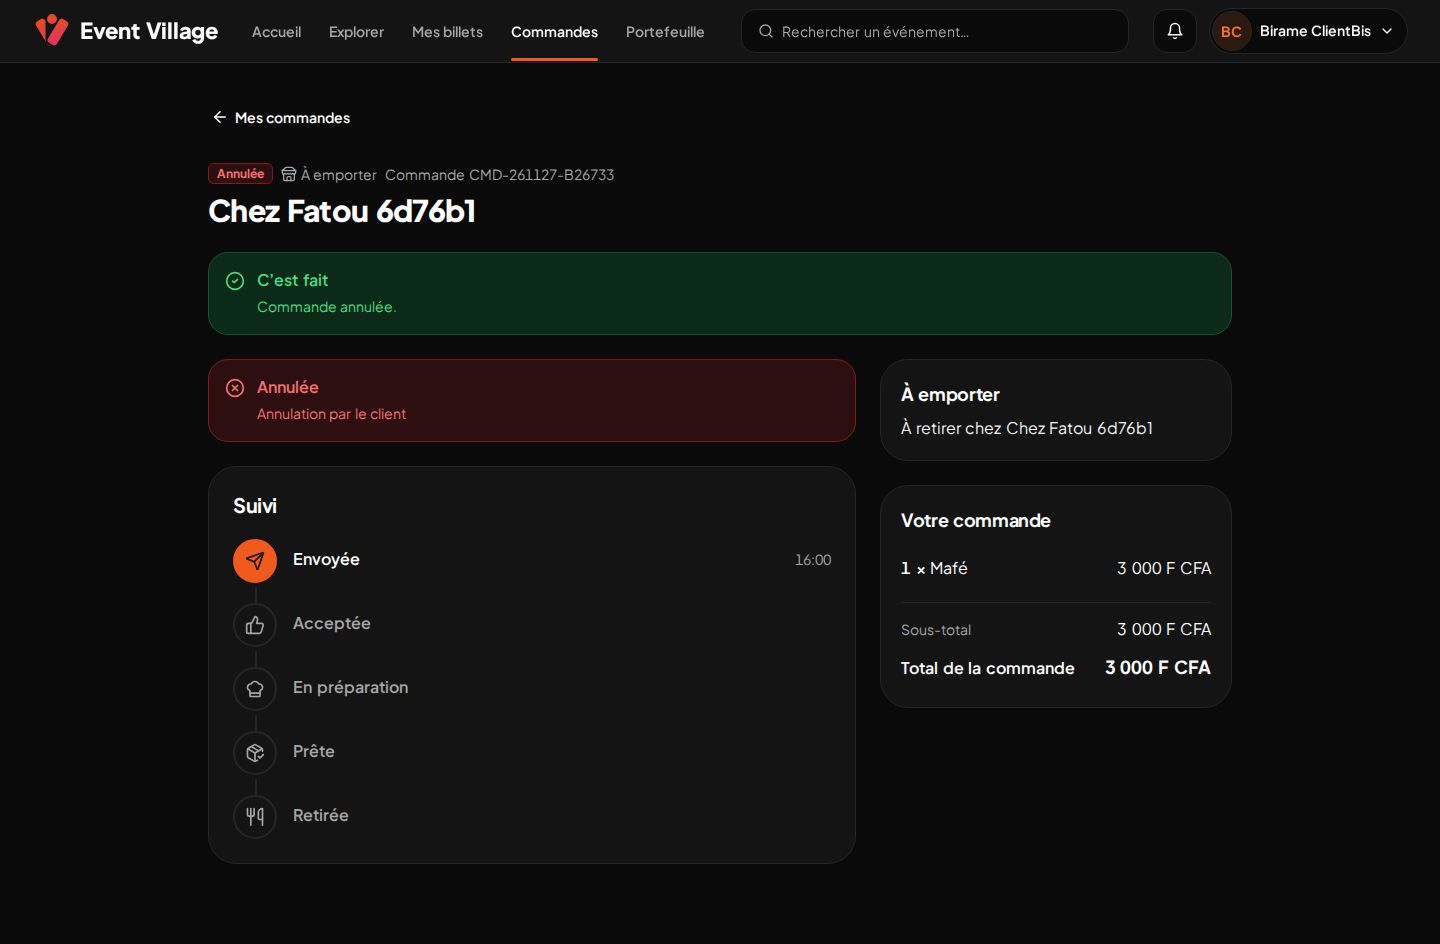 Event Village
Accueil
Explorer
Mes billets
Commandes
Portefeuille
Rechercher un événement…
BC
Birame ClientBis
Mes commandes
Annulée
À emporter
Commande CMD-261127-B26733
Chez Fatou 6d76b1
C’est fait
Commande annulée.
Annulée
Annulation par le client
Suivi
Envoyée
16:00
Acceptée
En préparation
Prête
Retirée
À emporter
À retirer chez Chez Fatou 6d76b1
Votre commande
1 × Mafé
3 000 F CFA
Sous-total
3 000 F CFA
Total de la commande
3 000 F CFA